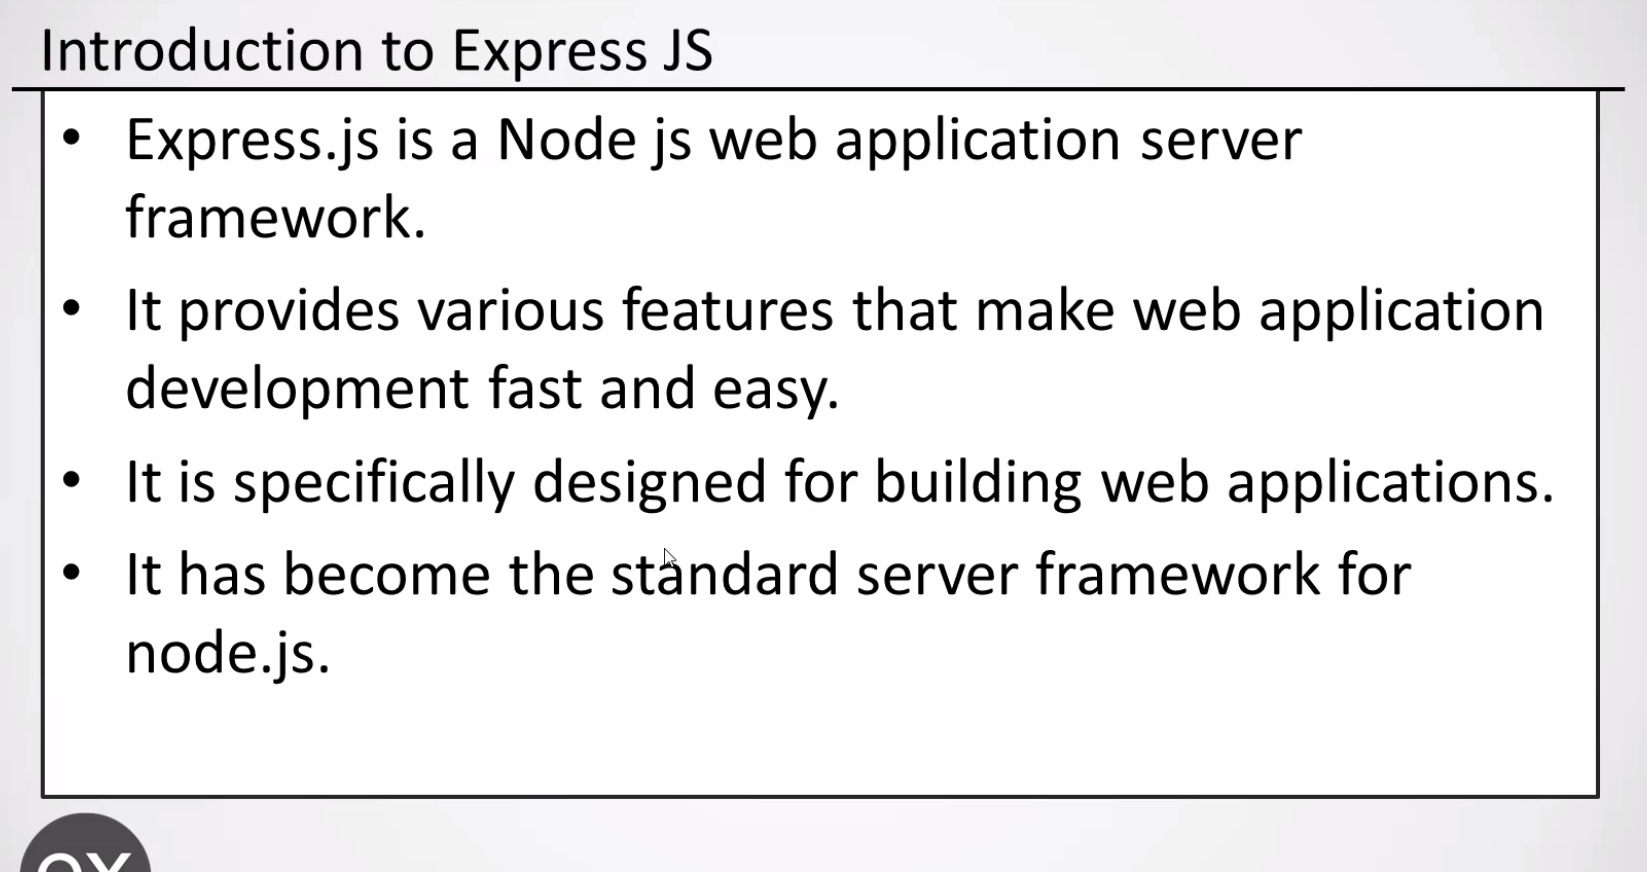 Introduction to Express JS
• Express.js is a Node js web application server
framework.
• It provides various features that make web application
development fast and easy.
• It is specifically designed for building web applications.
• It has become the standard server framework for
node.js.